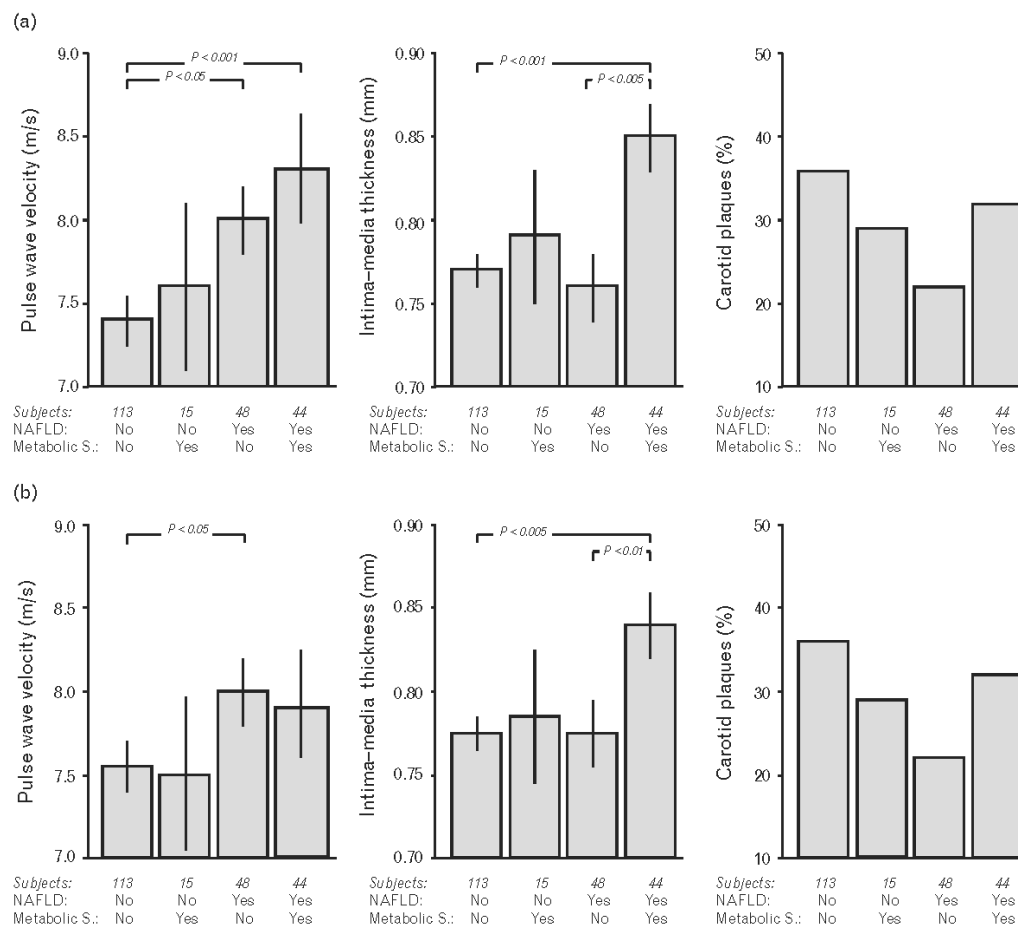 (a)
Pulse wave velocity (m/s)
9.0
8.5
8.0
7.5
7.0
P < 0.001
P < 0.05
Subjects: 113 15 48 44
NAFLD: No No Yes Yes
Metabolic S.: No Yes No Yes
Intima–media thickness (mm)
0.90
0.85
0.80
0.75
0.70
P < 0.001
P < 0.005
Subjects: 113 15 48 44
NAFLD: No No Yes Yes
Metabolic S.: No Yes No Yes
Carotid plaques (%)
50
40
30
20
10
113 15 48 44
No No Yes Yes
No Yes No Yes
(b)
Pulse wave velocity (m/s)
9.0
8.5
8.0
7.5
7.0
P < 0.05
Subjects: 113 15 48 44
NAFLD: No No Yes Yes
Metabolic S.: No Yes No Yes
Intima–media thickness (mm)
0.90
0.85
0.80
0.75
0.70
P < 0.005
P < 0.01
Subjects: 113 15 48 44
NAFLD: No No Yes Yes
Metabolic S.: No Yes No Yes
Carotid plaques (%)
50
40
30
20
10
113 15 48 44
No No Yes Yes
No Yes No Yes